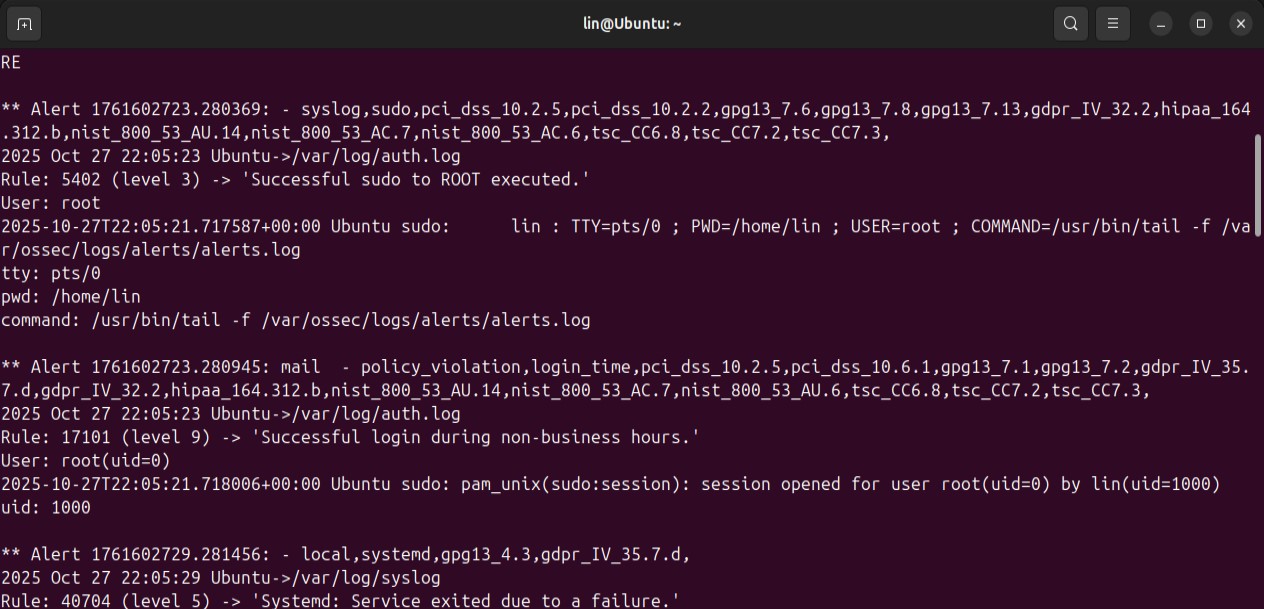 lin@Ubuntu: ~
RE
** Alert 1761602723.280369: - syslog,sudo,pci_dss_10.2.5,pci_dss_10.2.2,gpg13_7.6,gpg13_7.8,gpg13_7.13,gdpr_IV_32.2,hipaa_164
.312.b,nist_800_53_AU.14,nist_800_53_AC.7,nist_800_53_AC.6,tsc_CC6.8,tsc_CC7.2,tsc_CC7.3,
2025 Oct 27 22:05:23 Ubuntu->/var/log/auth.log
Rule: 5402 (level 3) -> 'Successful sudo to ROOT executed.'
User: root
2025-10-27T22:05:21.717587+00:00 Ubuntu sudo:      lin : TTY=pts/0 ; PWD=/home/lin ; USER=root ; COMMAND=/usr/bin/tail -f /va
r/ossec/logs/alerts/alerts.log
tty: pts/0
pwd: /home/lin
command: /usr/bin/tail -f /var/ossec/logs/alerts/alerts.log
** Alert 1761602723.280945: mail  - policy_violation,login_time,pci_dss_10.2.5,pci_dss_10.6.1,gpg13_7.1,gpg13_7.2,gdpr_IV_35.
7.d,gdpr_IV_32.2,hipaa_164.312.b,nist_800_53_AU.14,nist_800_53_AC.7,nist_800_53_AU.6,tsc_CC6.8,tsc_CC7.2,tsc_CC7.3,
2025 Oct 27 22:05:23 Ubuntu->/var/log/auth.log
Rule: 17101 (level 9) -> 'Successful login during non-business hours.'
User: root(uid=0)
2025-10-27T22:05:21.718006+00:00 Ubuntu sudo: pam_unix(sudo:session): session opened for user root(uid=0) by lin(uid=1000)
uid: 1000
** Alert 1761602729.281456: - local,systemd,gpg13_4.3,gdpr_IV_35.7.d,
2025 Oct 27 22:05:29 Ubuntu->/var/log/syslog
Rule: 40704 (level 5) -> 'Systemd: Service exited due to a failure.'